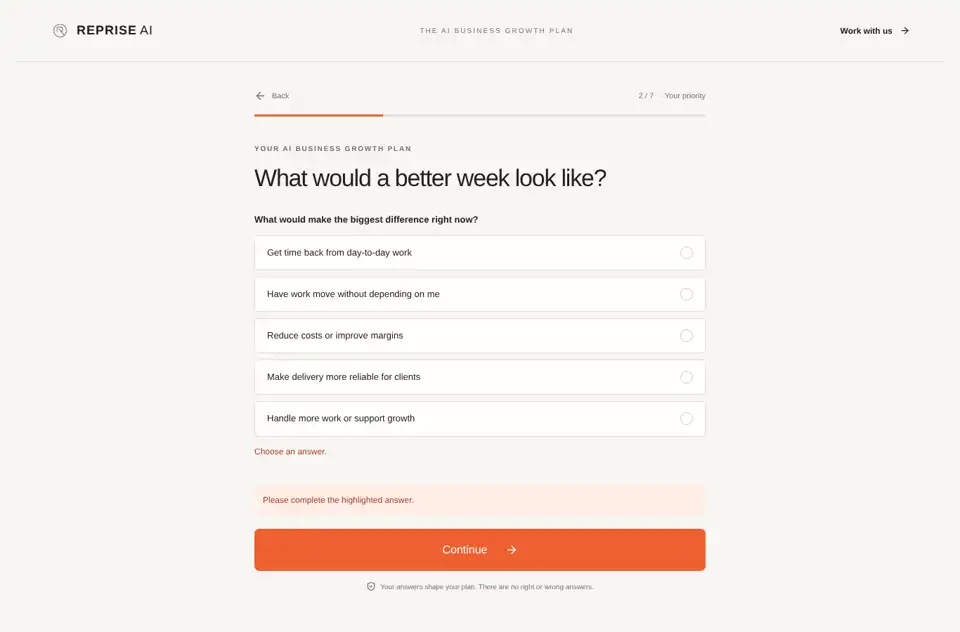 REPRISE AI
THE AI BUSINESS GROWTH PLAN
Work with us
Back
2 / 7 Your priority
YOUR AI BUSINESS GROWTH PLAN
What would a better week look like?
What would make the biggest difference right now?
Get time back from day-to-day work
Have work move without depending on me
Reduce costs or improve margins
Make delivery more reliable for clients
Handle more work or support growth
Choose an answer.
Please complete the highlighted answer.
Continue
Your answers shape your plan. There are no right or wrong answers.